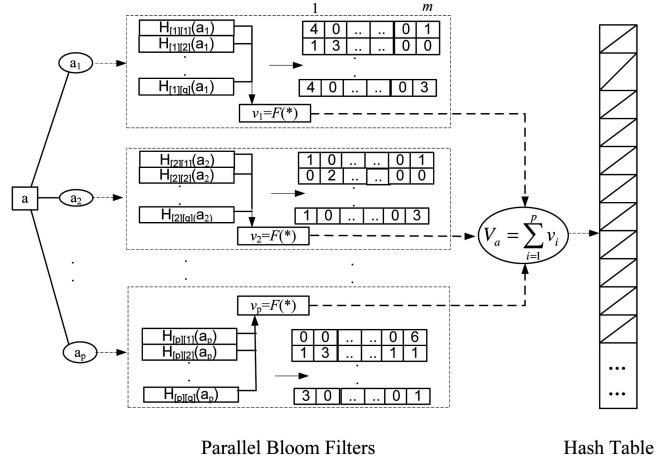 1 m
H[1][1](a1) 4 0 .. .. 0 1
H[1][2](a1) 1 3 .. .. 0 0
a1 . .
H[1][q](a1) 4 0 .. .. 0 3
v1=F(*)
H[2][1](a2) 1 0 .. .. 0 1
H[2][2](a2) 0 2 .. .. 0 0
a a2
H[2][q](a2) 1 0 .. .. 0 3
v2=F(*)
Va = ∑ p i=1 vi
vp=F(*)
H[p][1](ap) 0 0 .. .. 0 6
H[p][2](ap) 1 3 .. .. 1 1
ap
H[p][q](ap) 3 0 .. .. 0 1
...
...
Parallel Bloom Filters Hash Table